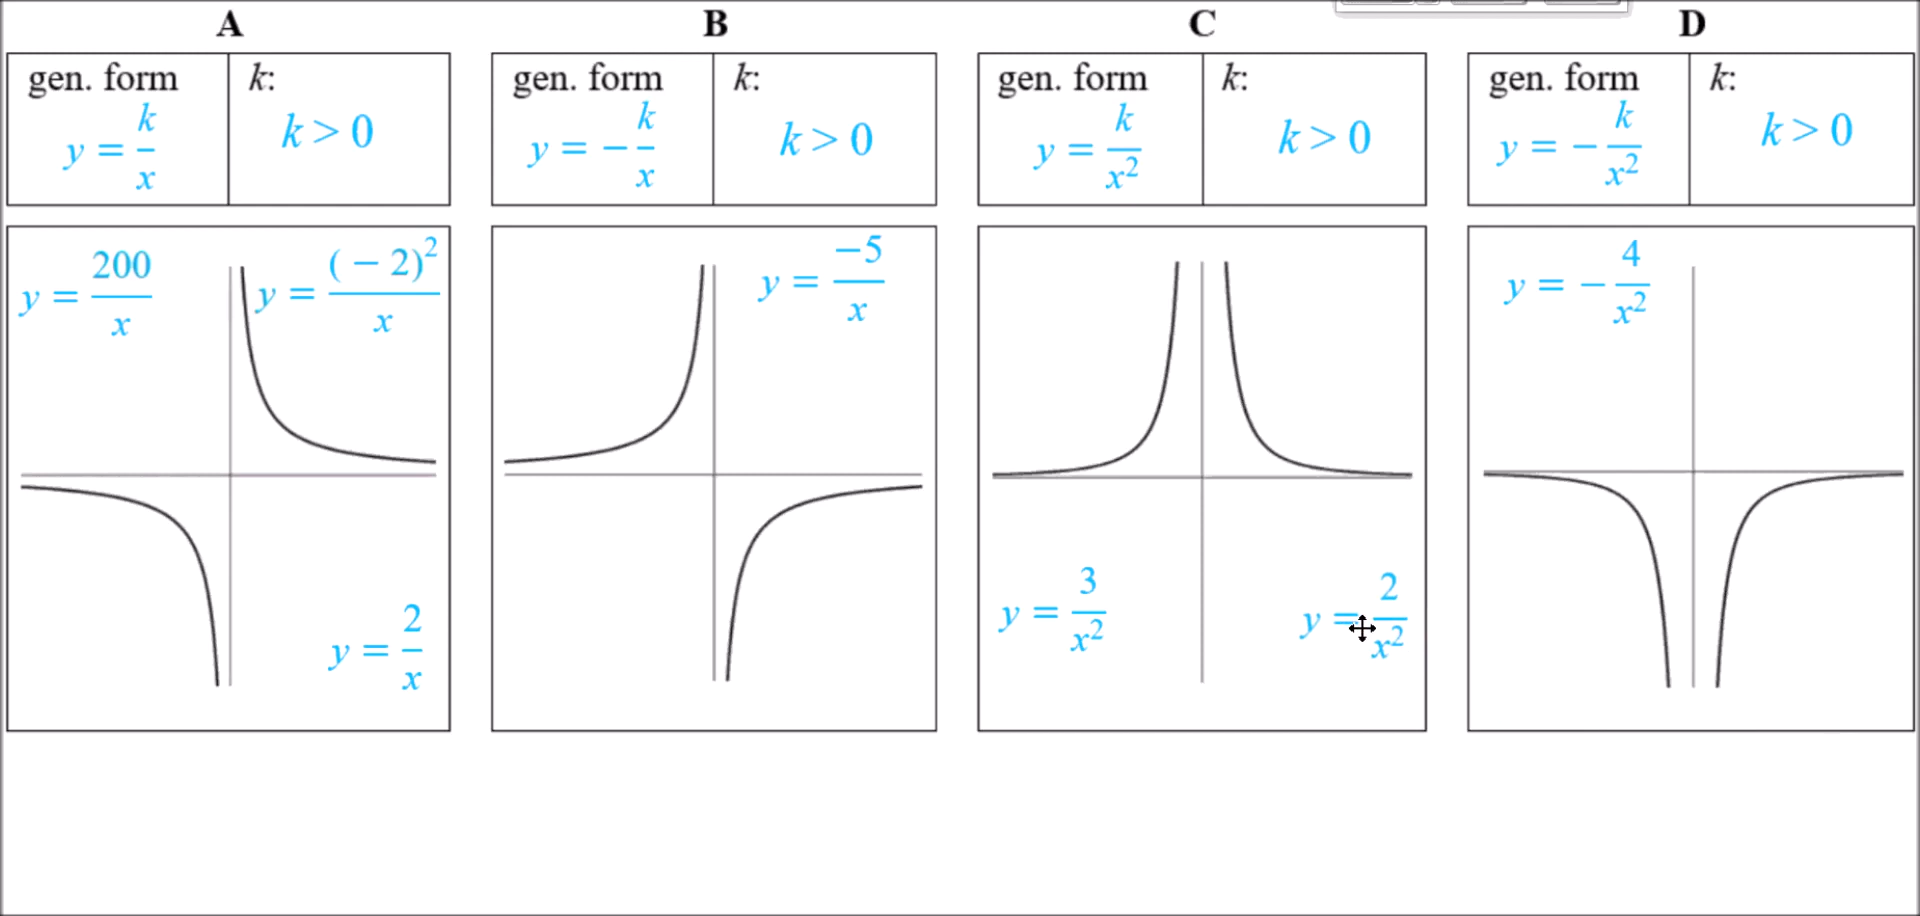 A
gen. form
k:
y = k/x
k > 0
y = 200/x
y = (− 2)²/x
y = 2/x
B
gen. form
k:
y = − k/x
k > 0
y = −5/x
C
gen. form
k:
y = k/x²
k > 0
y = 3/x²
y = 2/x²
D
gen. form
k:
y = − k/x²
k > 0
y = − 4/x²